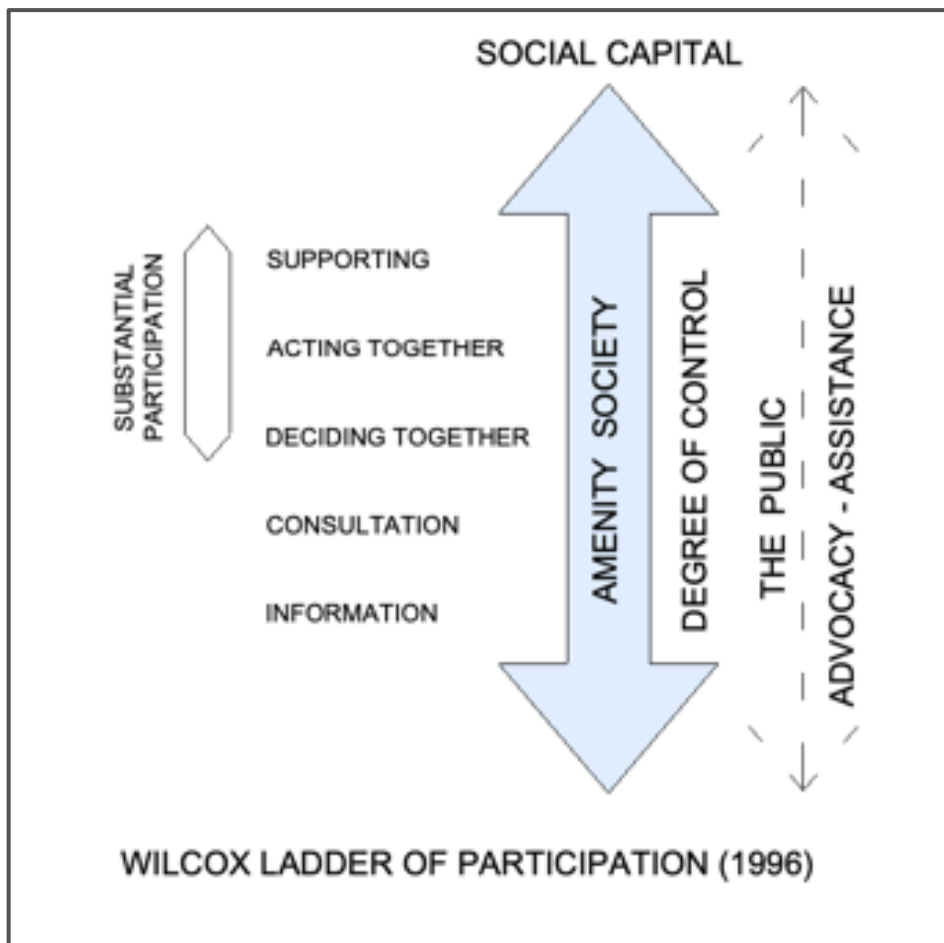 SOCIAL CAPITAL
SUBSTANTIAL
PARTICIPATION
SUPPORTING
ACTING TOGETHER
DECIDING TOGETHER
CONSULTATION
INFORMATION
AMENITY SOCIETY
DEGREE OF CONTROL
THE PUBLIC
ADVOCACY - ASSISTANCE
WILCOX LADDER OF PARTICIPATION (1996)